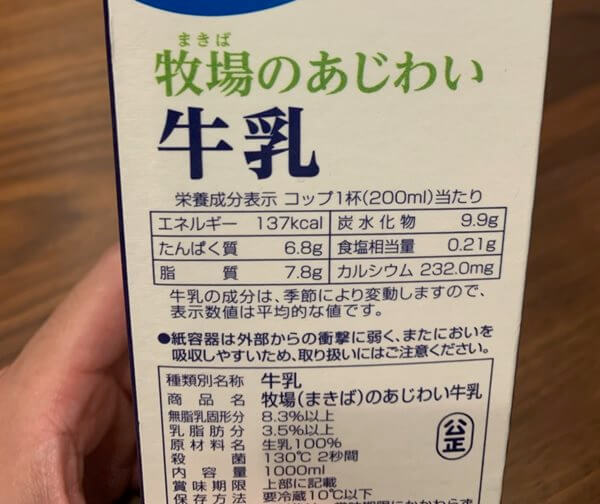 まきば
牧場のあじわい
牛乳
栄養成分表示 コップ1杯(200ml)当たり
エネルギー 137kcal 炭水化物 9.9g
たんぱく質 6.8g 食塩相当量 0.21g
脂質 7.8g カルシウム 232.0mg
牛乳の成分は、季節により変動しますので、
表示数値は平均的な値です。
●紙容器は外部からの衝撃に弱く、またにおいを
吸収しやすいため、取り扱いにはご注意ください。
種類別名称 牛乳
商品名 牧場(まきば)のあじわい牛乳
無脂乳固形分 8.3%以上
乳脂肪分 3.5%以上
原材料名 生乳100%
殺菌 130℃ 2秒間
内容量 1000ml
賞味期限 上部に記載
保存方法 要冷蔵10℃以下
公正